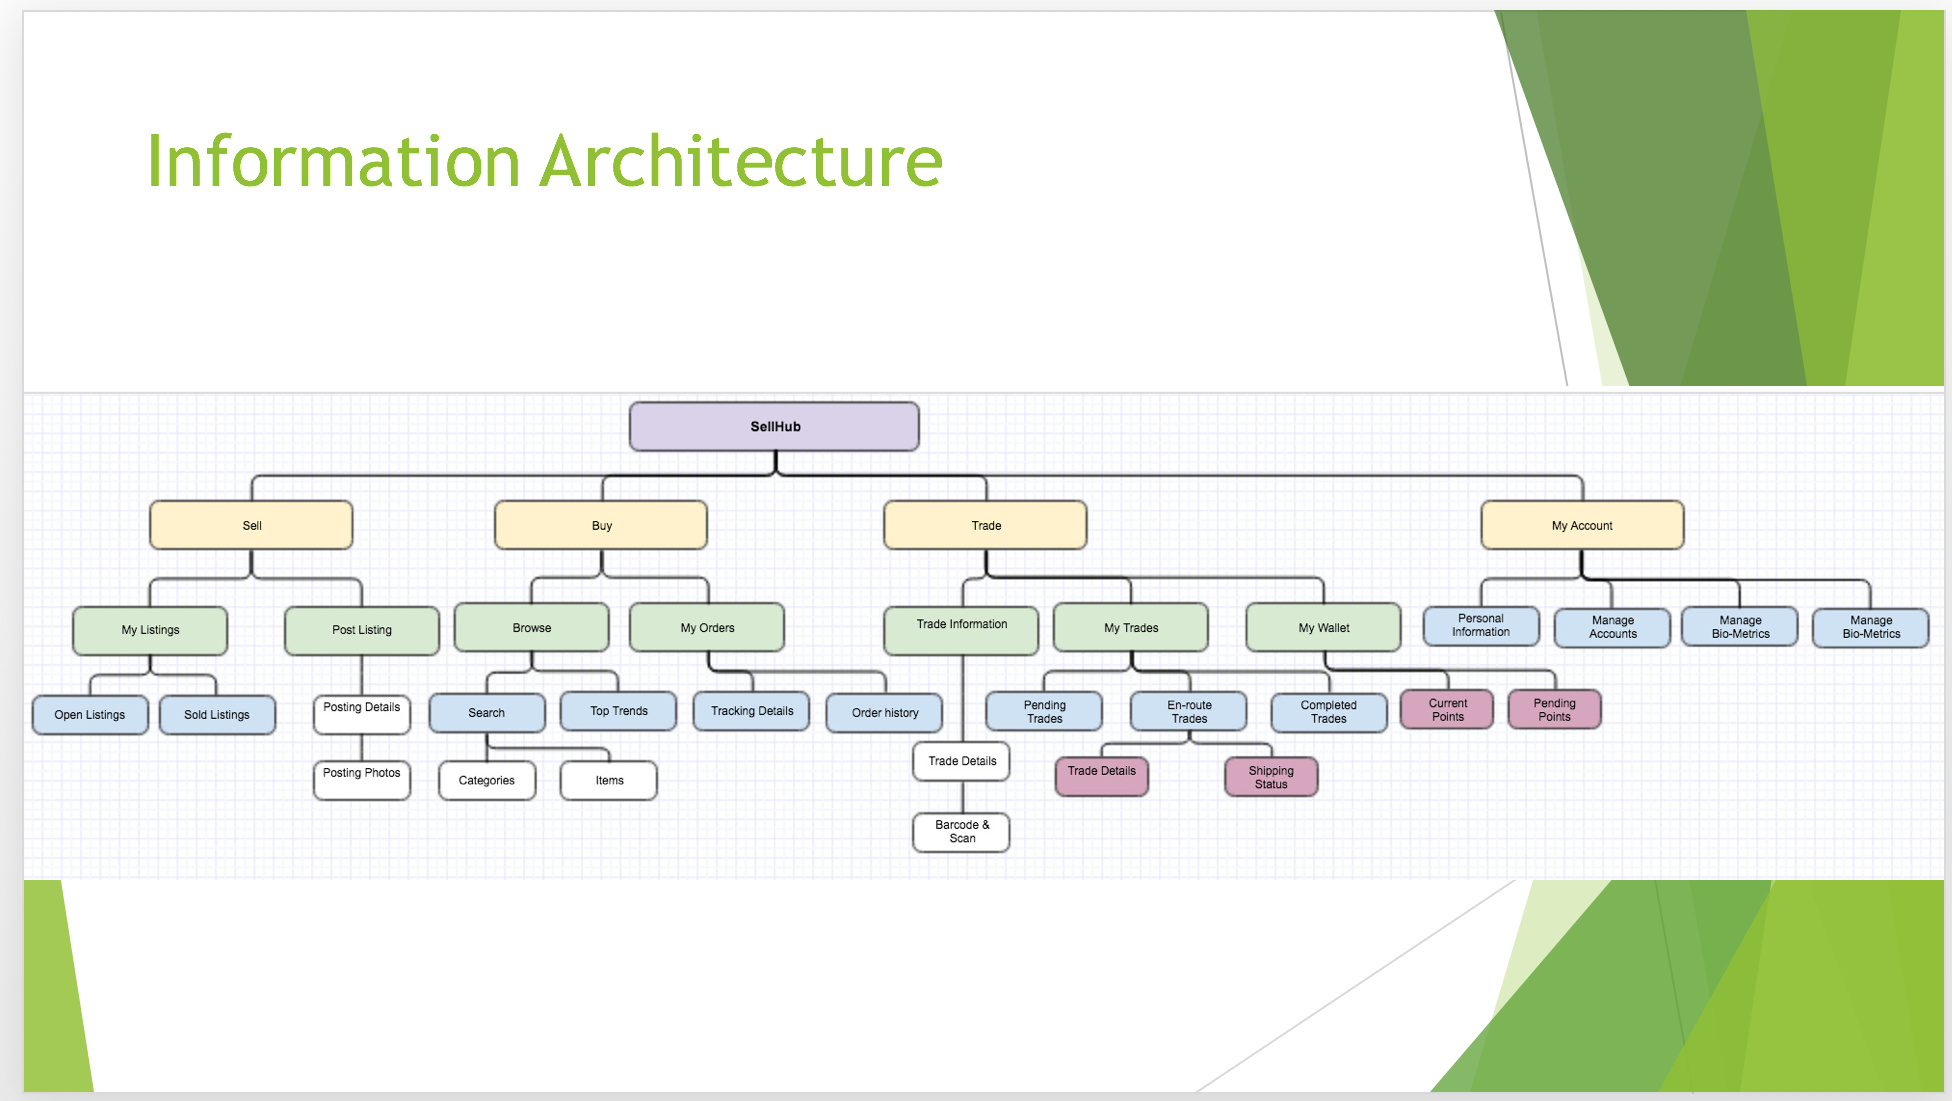 Information Architecture
SellHub
Sell
Buy
Trade
My Account
My Listings
Post Listing
Browse
My Orders
Trade Information
My Trades
My Wallet
Personal
Information
Manage
Accounts
Manage
Bio-Metrics
Manage
Bio-Metrics
Open Listings
Sold Listings
Posting Details
Search
Top Trends
Tracking Details
Order history
Pending
Trades
En-route
Trades
Completed
Trades
Current
Points
Pending
Points
Posting Photos
Categories
Items
Trade Details
Trade Details
Shipping
Status
Barcode &
Scan